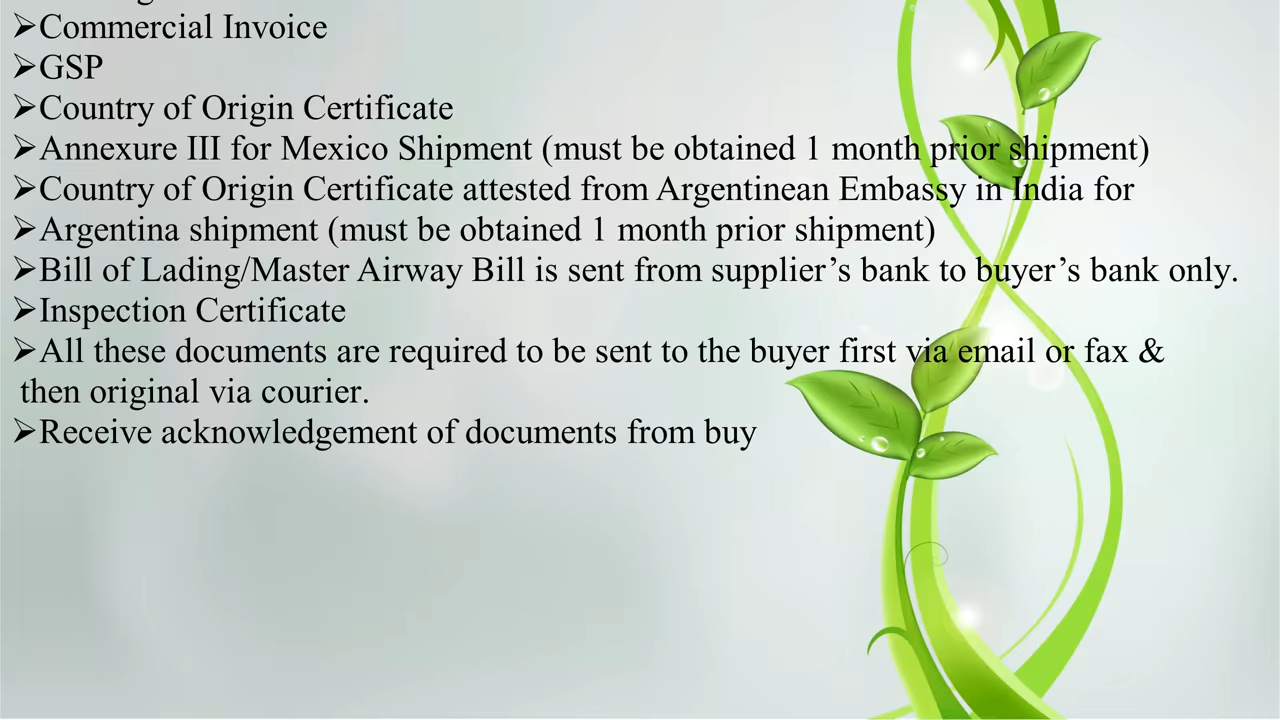 ➢Commercial Invoice
➢GSP
➢Country of Origin Certificate
➢Annexure III for Mexico Shipment (must be obtained 1 month prior shipment)
➢Country of Origin Certificate attested from Argentinean Embassy in India for
➢Argentina shipment (must be obtained 1 month prior shipment)
➢Bill of Lading/Master Airway Bill is sent from supplier’s bank to buyer’s bank only.
➢Inspection Certificate
➢All these documents are required to be sent to the buyer first via email or fax &
then original via courier.
➢Receive acknowledgement of documents from buy